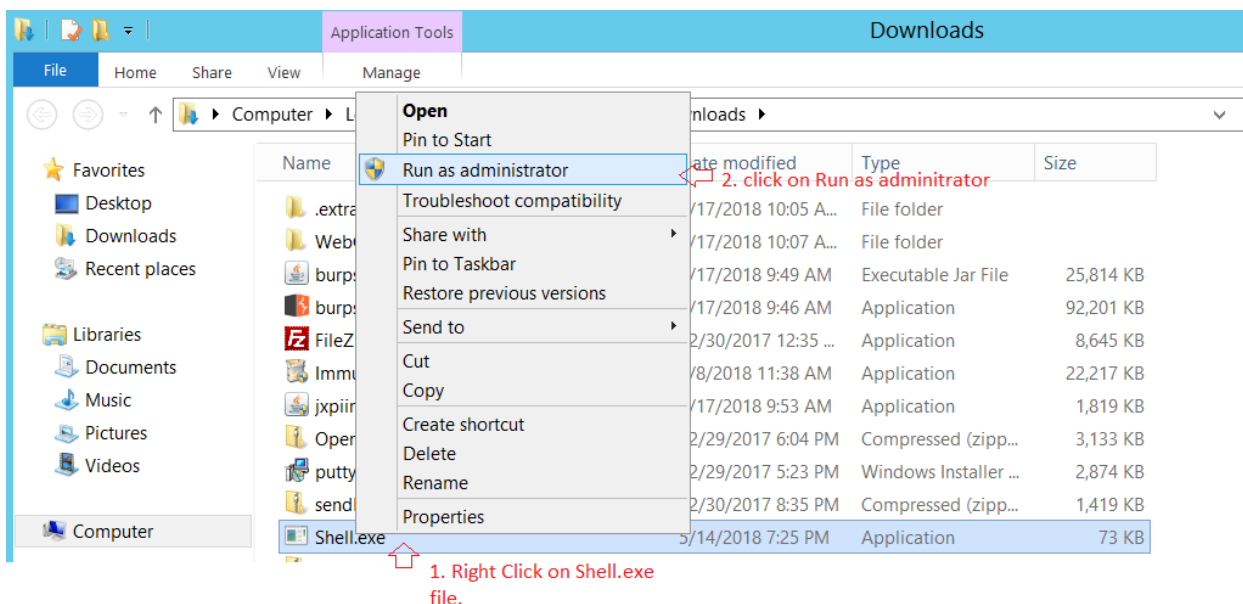 Application Tools Downloads
File Home Share View Manage
Computer L nloads
Open
Pin to Start
Run as administrator
Troubleshoot compatibility
Share with
Pin to Taskbar
Restore previous versions
Send to
Cut
Copy
Create shortcut
Delete
Rename
Properties
Favorites
Desktop
Downloads
Recent places
Libraries
Documents
Music
Pictures
Videos
Computer
Name ate modified Type Size
2. click on Run as adminitrator
.extra /17/2018 10:05 A... File folder
Web /17/2018 10:07 A... File folder
burps /17/2018 9:49 AM Executable Jar File 25,814 KB
burps /17/2018 9:46 AM Application 92,201 KB
FileZ 2/30/2017 12:35 ... Application 8,645 KB
Immu /8/2018 11:38 AM Application 22,217 KB
jxpiin /17/2018 9:53 AM Application 1,819 KB
Open 2/29/2017 6:04 PM Compressed (zipp... 3,133 KB
putty 2/29/2017 5:23 PM Windows Installer ... 2,874 KB
send 2/30/2017 8:35 PM Compressed (zipp... 1,419 KB
Shell.exe 5/14/2018 7:25 PM Application 73 KB
1. Right Click on Shell.exe
file.